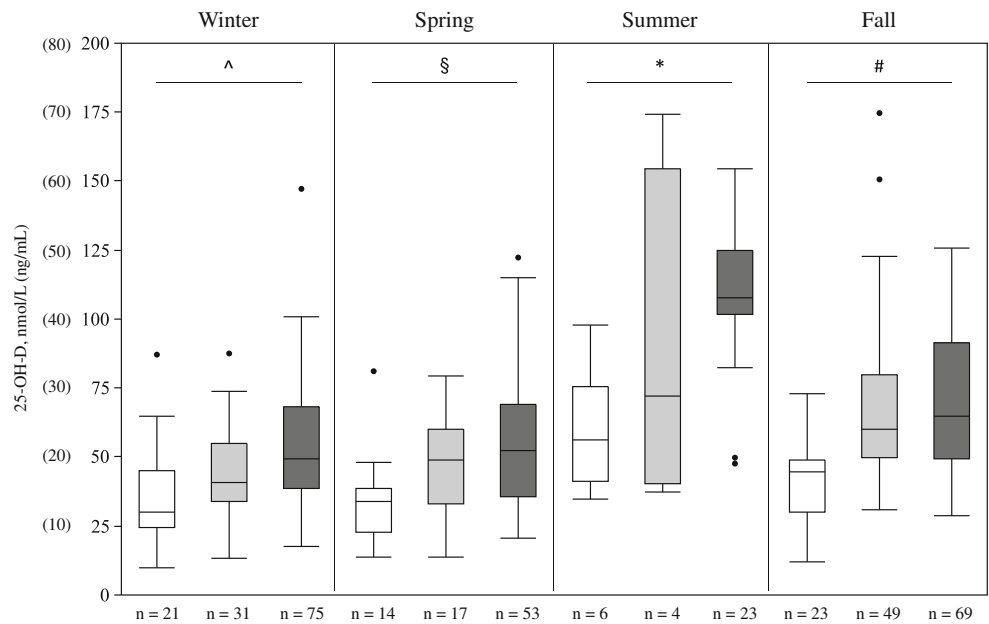 Winter Spring Summer Fall
^ § * #
25-OH-D, nmol/L (ng/mL)
(80) 200
(70) 175
(60) 150
(50) 125
(40) 100
(30) 75
(20) 50
(10) 25
0
n = 21 n = 31 n = 75 n = 14 n = 17 n = 53 n = 6 n = 4 n = 23 n = 23 n = 49 n = 69